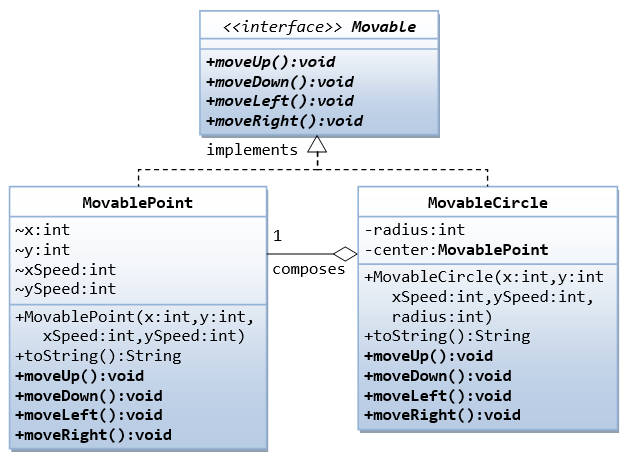 <<interface>> Movable
+moveUp():void
+moveDown():void
+moveLeft():void
+moveRight():void
implements
MovablePoint
~x:int
~y:int
~xSpeed:int
~ySpeed:int
+MovablePoint(x:int,y:int,
xSpeed:int,ySpeed:int)
+toString():String
+moveUp():void
+moveDown():void
+moveLeft():void
+moveRight():void
1
composes
MovableCircle
-radius:int
-center:MovablePoint
+MovableCircle(x:int,y:int
xSpeed:int,ySpeed:int,
radius:int)
+toString():String
+moveUp():void
+moveDown():void
+moveLeft():void
+moveRight():void